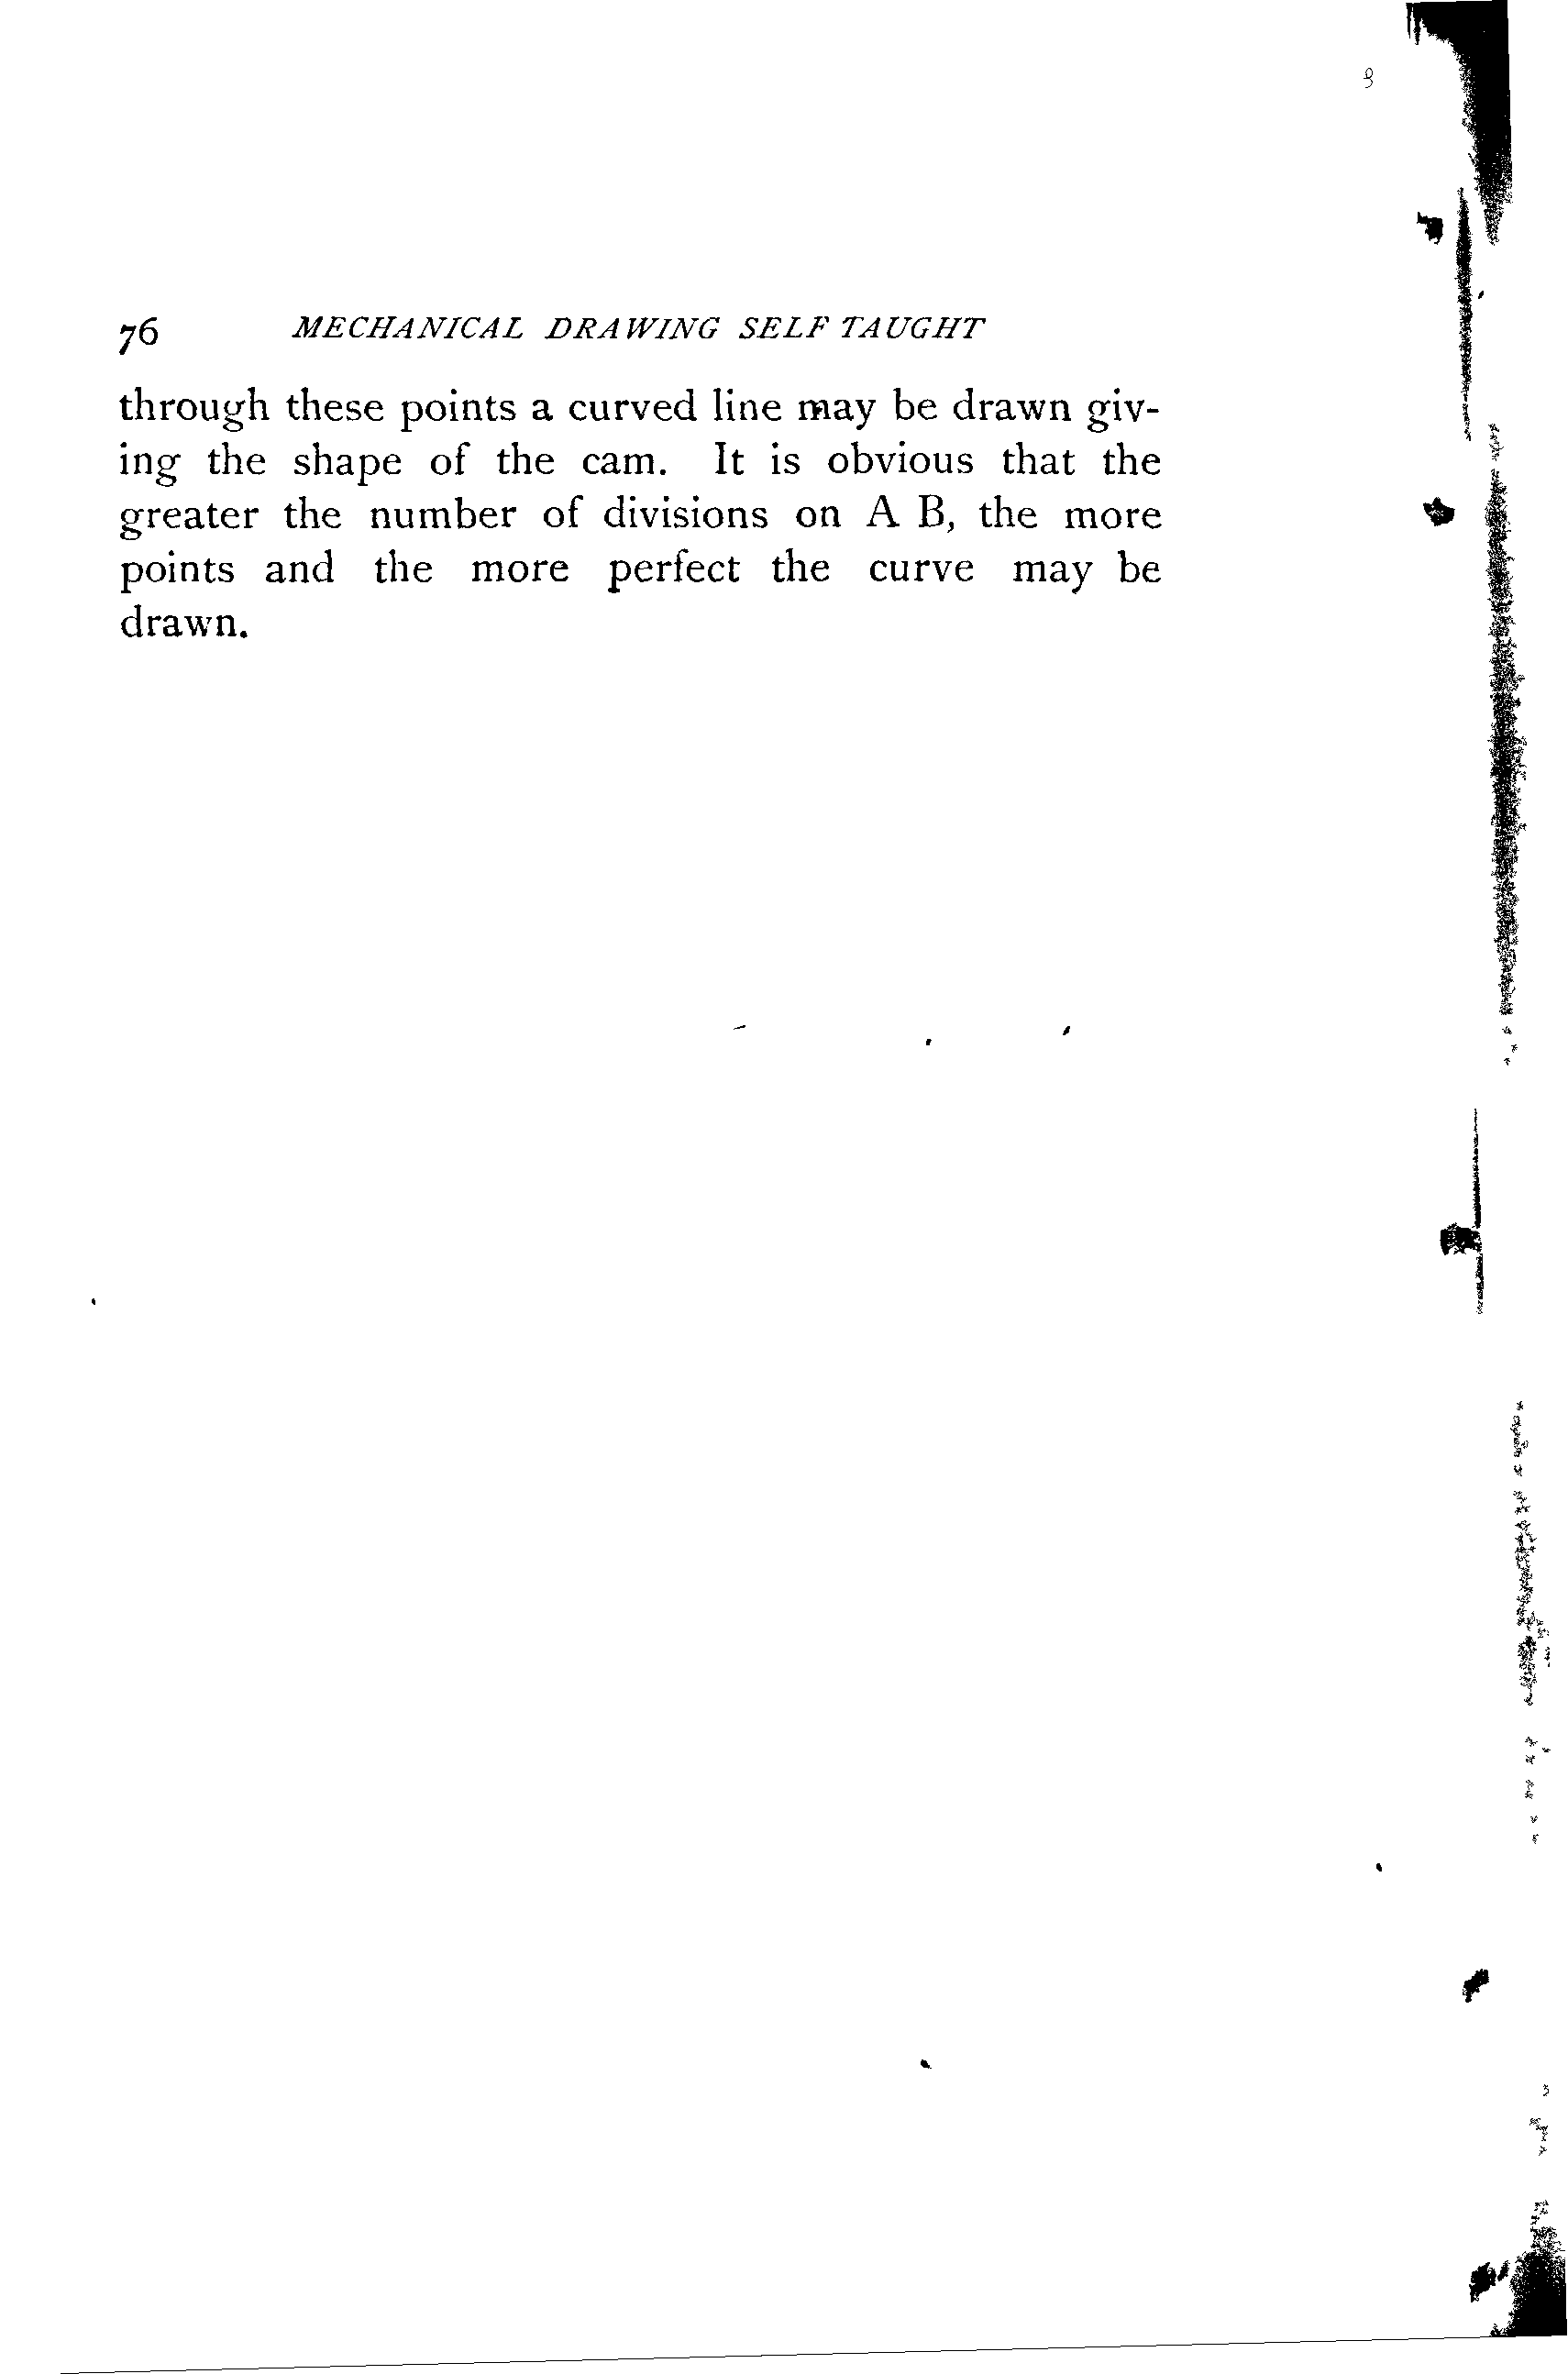 76 MECHANICAL DRAWING SELF TAUGHT
through these points a curved line may be drawn giv-
ing the shape of the cam. It is obvious that the
greater the number of divisions on A B, the more
points and the more perfect the curve may be
drawn.